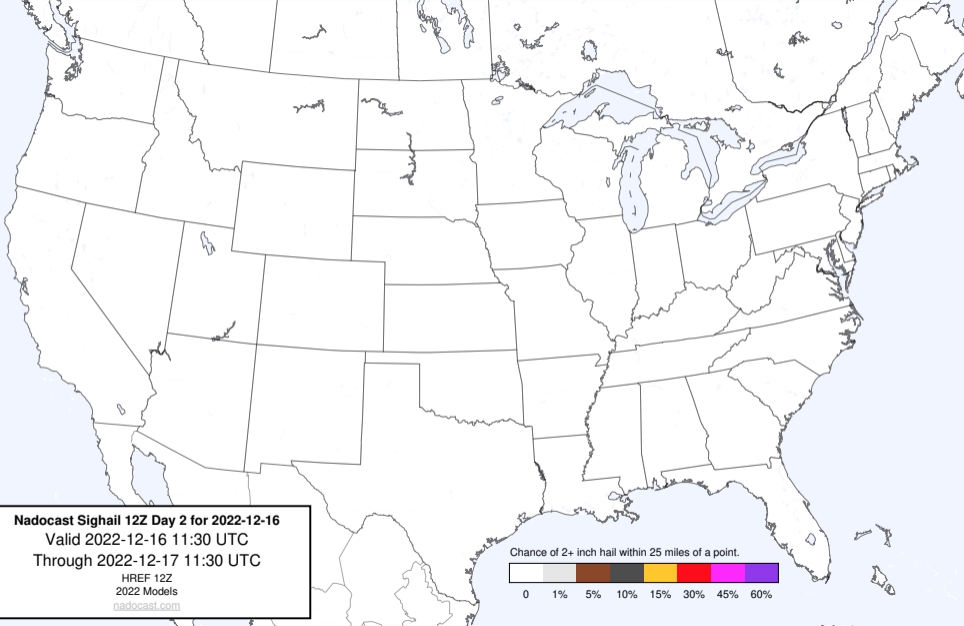 Nadocast Sighail 12Z Day 2 for 2022-12-16
Valid 2022-12-16 11:30 UTC
Through 2022-12-17 11:30 UTC
HREF 12Z
2022 Models
nadocast.com
Chance of 2+ inch hail within 25 miles of a point.
0 1% 5% 10% 15% 30% 45% 60%